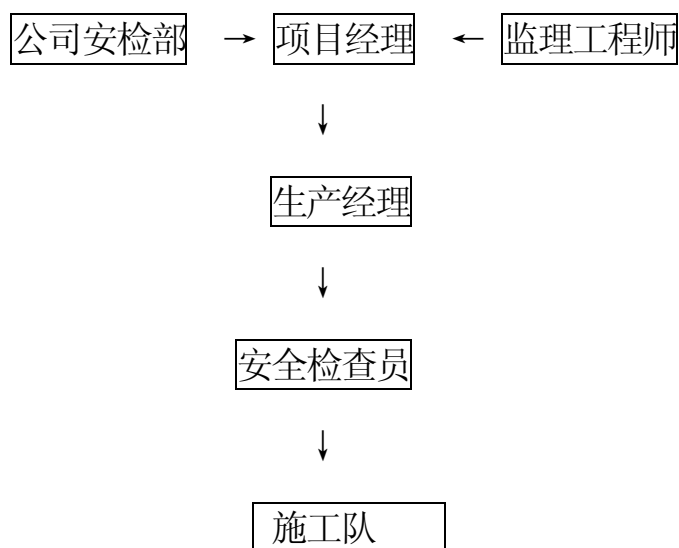 公司安检部 → 项目经理 ← 监理工程师
↓
生产经理
↓
安全检查员
↓
施工队